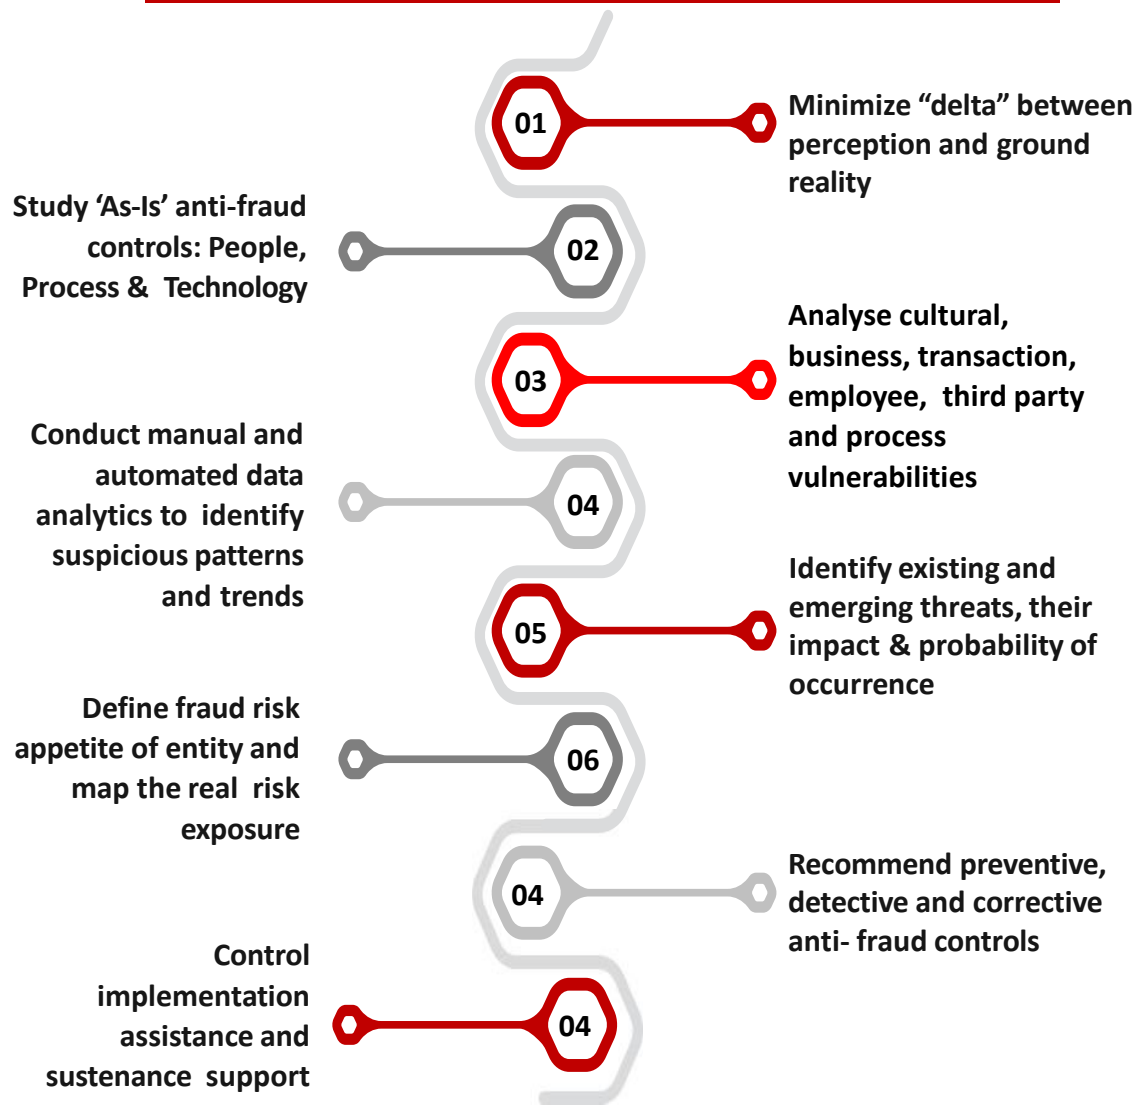 01
Minimize “delta” between
perception and ground
reality
Study ‘As-Is’ anti-fraud
controls: People,
Process & Technology
02
03
Analyse cultural,
business, transaction,
employee, third party
and process
vulnerabilities
Conduct manual and
automated data
analytics to identify
suspicious patterns
and trends
04
05
Identify existing and
emerging threats, their
impact & probability of
occurrence
Define fraud risk
appetite of entity and
map the real risk
exposure
06
04
Recommend preventive,
detective and corrective
anti- fraud controls
Control
implementation
assistance and
sustenance support
04